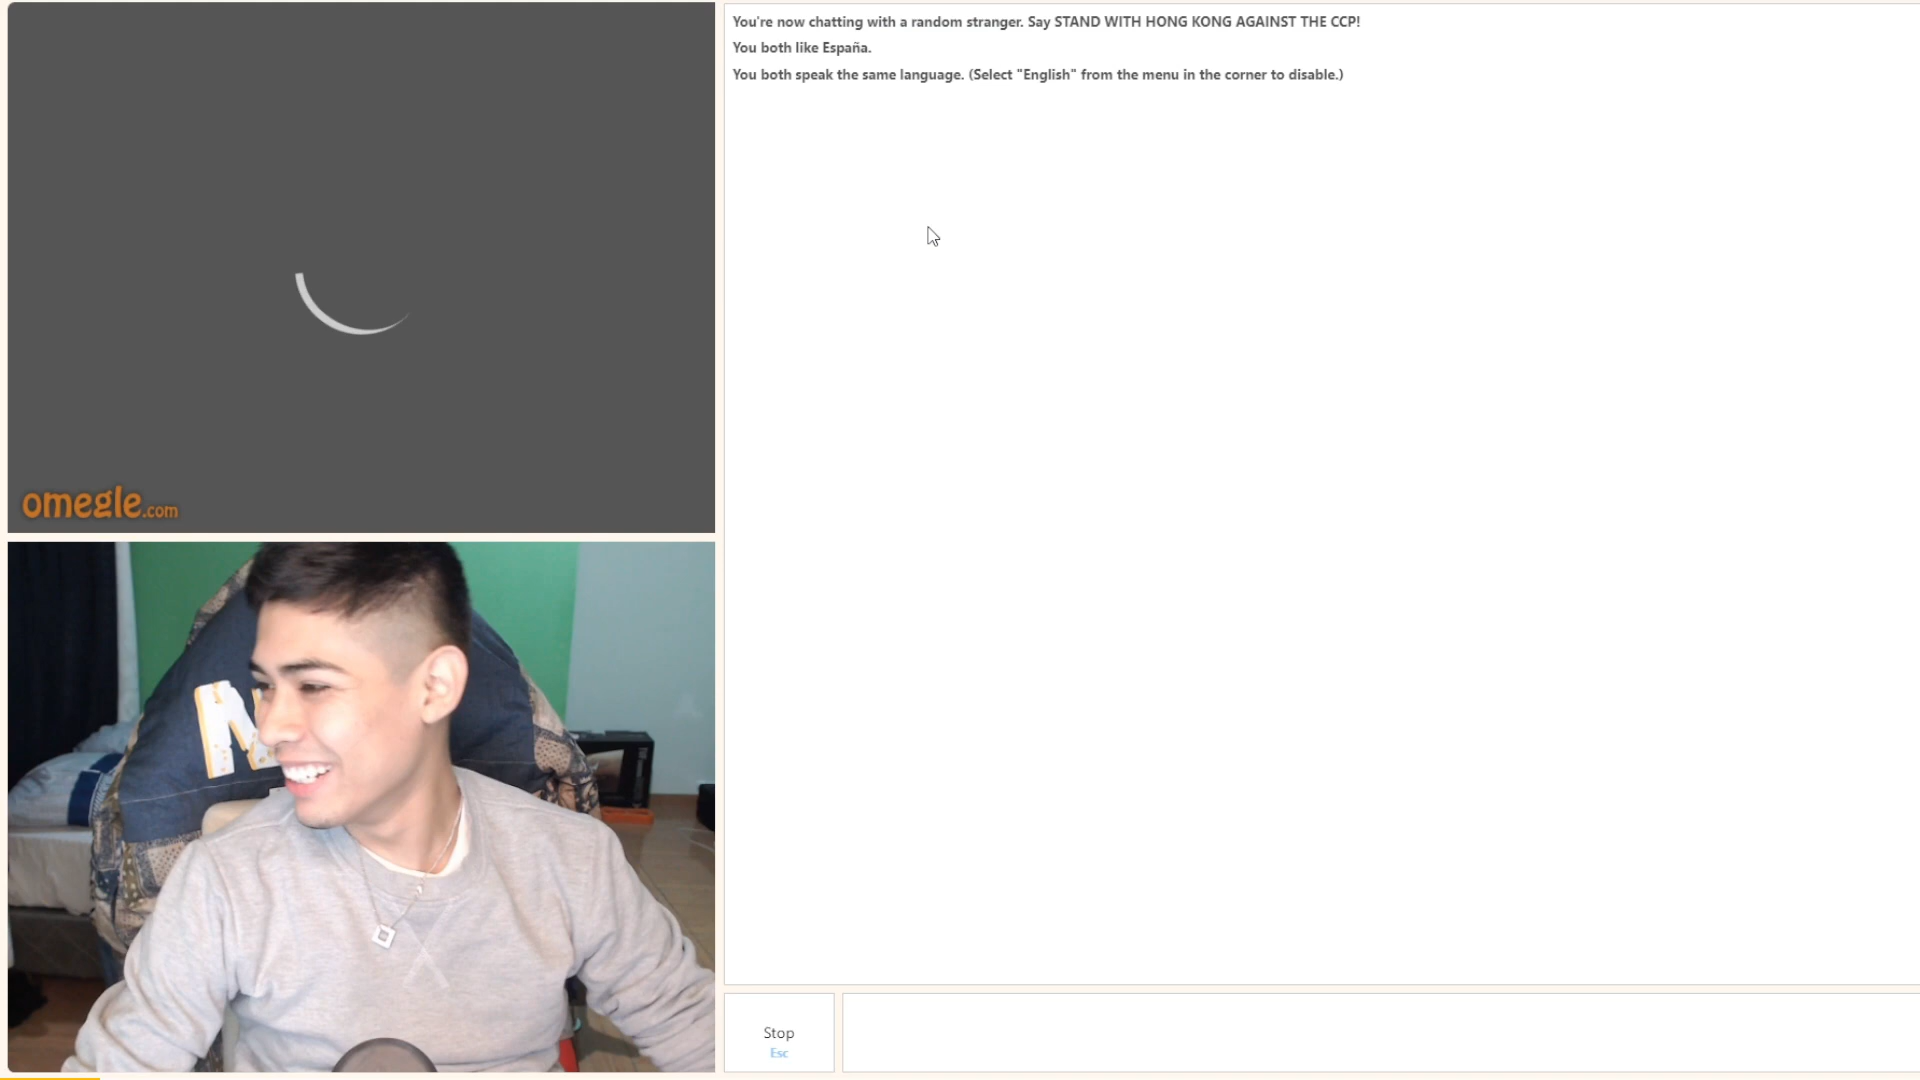 You're now chatting with a random stranger. Say STAND WITH HONG KONG AGAINST THE CCP!
You both like España.
You both speak the same language. (Select "English" from the menu in the corner to disable.)
omegle.com
N
Stop
Esc